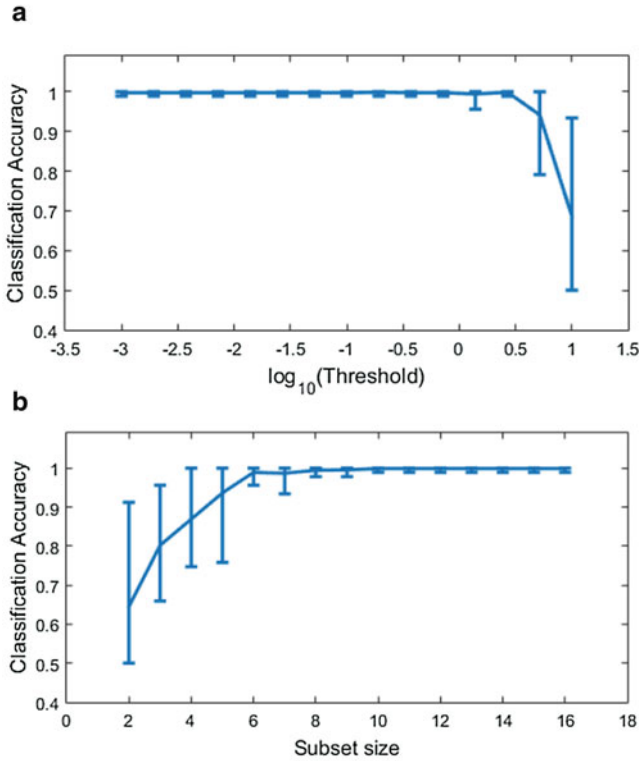 a
Classification Accuracy
1
0.9
0.8
0.7
0.6
0.5
0.4
-3.5 -3 -2.5 -2 -1.5 -1 -0.5 0 0.5 1 1.5
log10(Threshold)
b
Classification Accuracy
1
0.9
0.8
0.7
0.6
0.5
0.4
0 2 4 6 8 10 12 14 16 18
Subset size